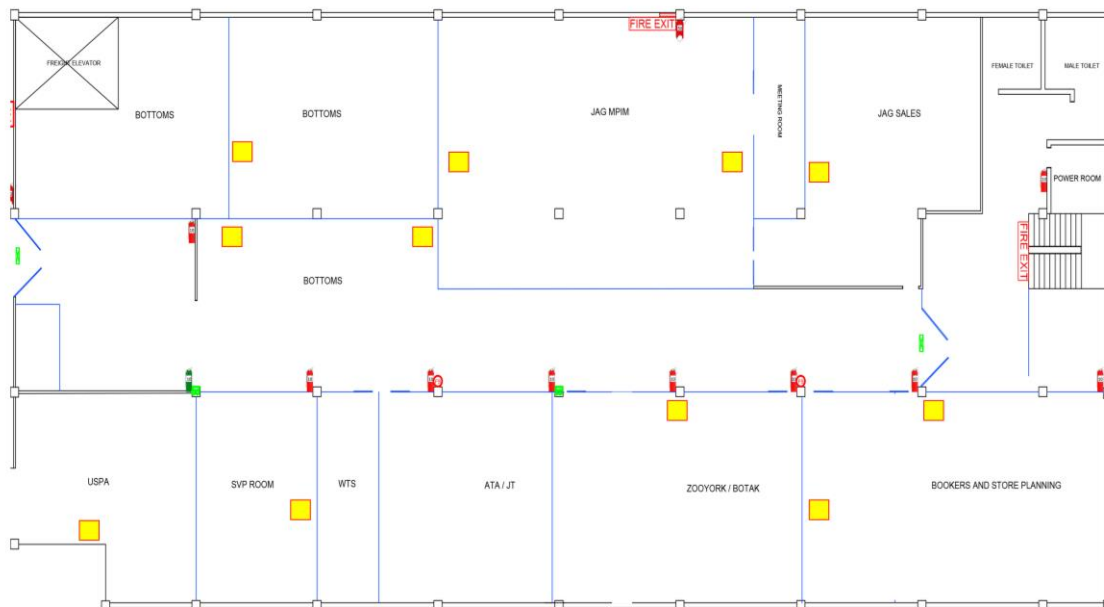 FIRE EXIT
FREIGHT ELEVATOR
FEMALE TOILET
MALE TOILET
BOTTOMS
BOTTOMS
JAG MPIM
MEETING ROOM
JAG SALES
POWER ROOM
FIRE EXIT
BOTTOMS
USPA
SVP ROOM
WTS
ATA / JT
ZOOYORK / BOTAK
BOOKERS AND STORE PLANNING